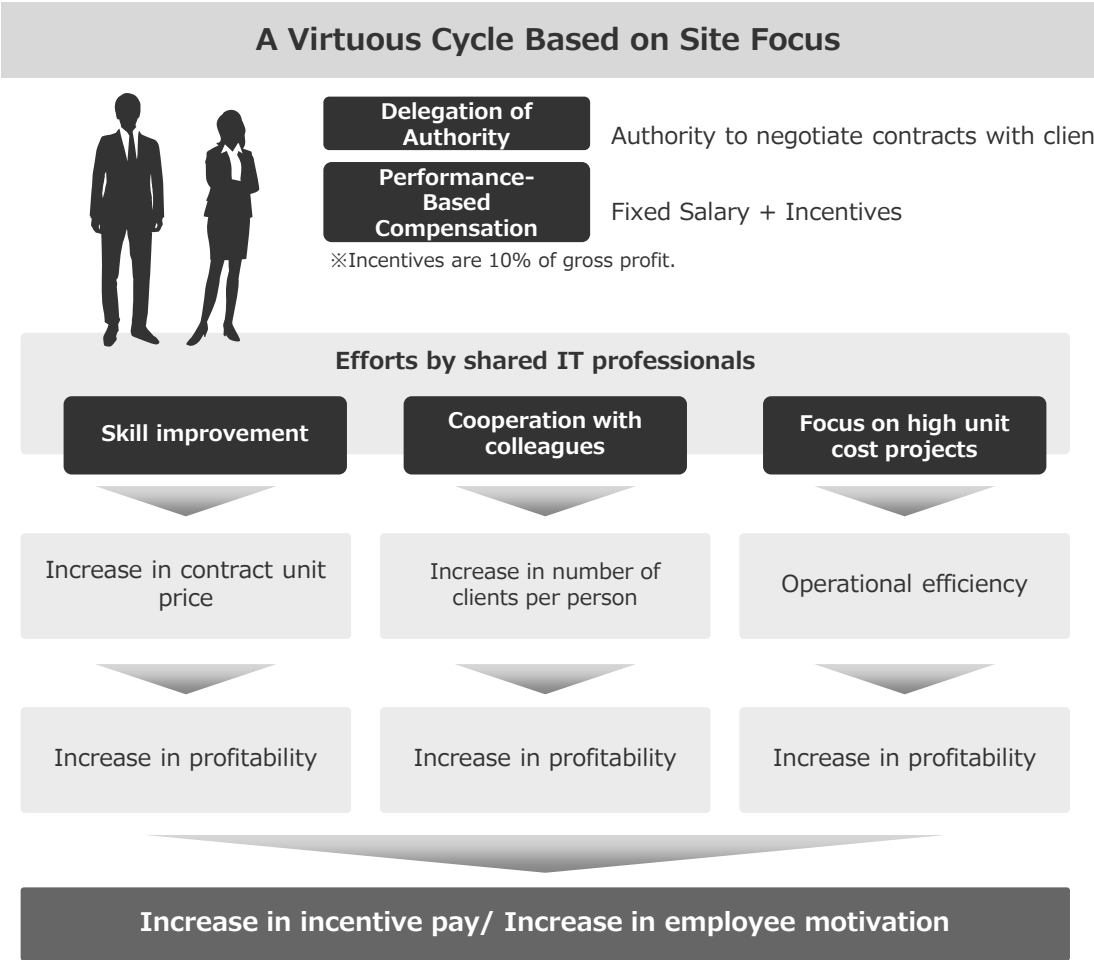 A Virtuous Cycle Based on Site Focus
Delegation of
Authority
Authority to negotiate contracts with clien
Performance-
Based
Compensation
Fixed Salary + Incentives
※Incentives are 10% of gross profit.
Efforts by shared IT professionals
Skill improvement
Cooperation with
colleagues
Focus on high unit
cost projects
Increase in contract unit
price
Increase in number of
clients per person
Operational efficiency
Increase in profitability
Increase in profitability
Increase in profitability
Increase in incentive pay/ Increase in employee motivation